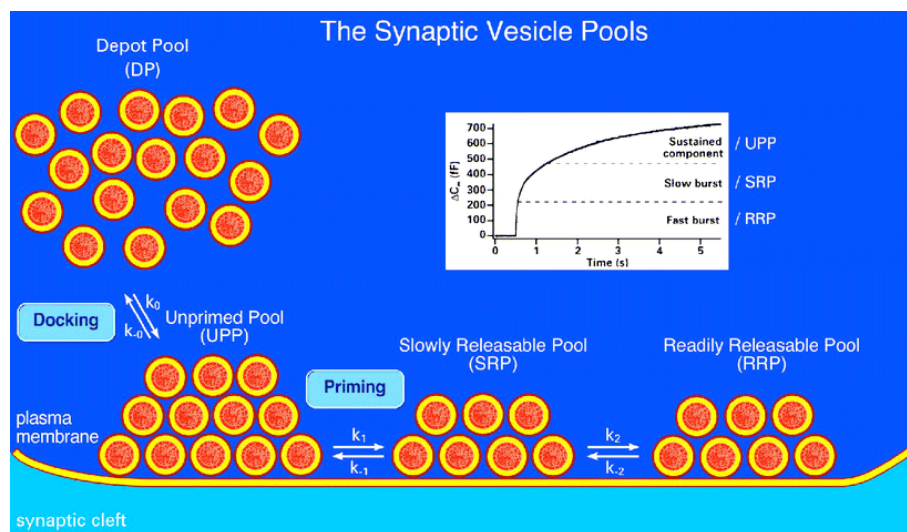 The Synaptic Vesicle Pools
Depot Pool
(DP)
ΔCm (fF)
700
600
500
400
300
200
100
0
0
1
2
3
4
5
Time (s)
Sustained
component
/ UPP
Slow burst
/ SRP
Fast burst
/ RRP
Docking
k0
k-0
Unprimed Pool
(UPP)
Priming
Slowly Releasable Pool
(SRP)
Readily Releasable Pool
(RRP)
plasma
membrane
k1
k-1
k2
k-2
synaptic cleft